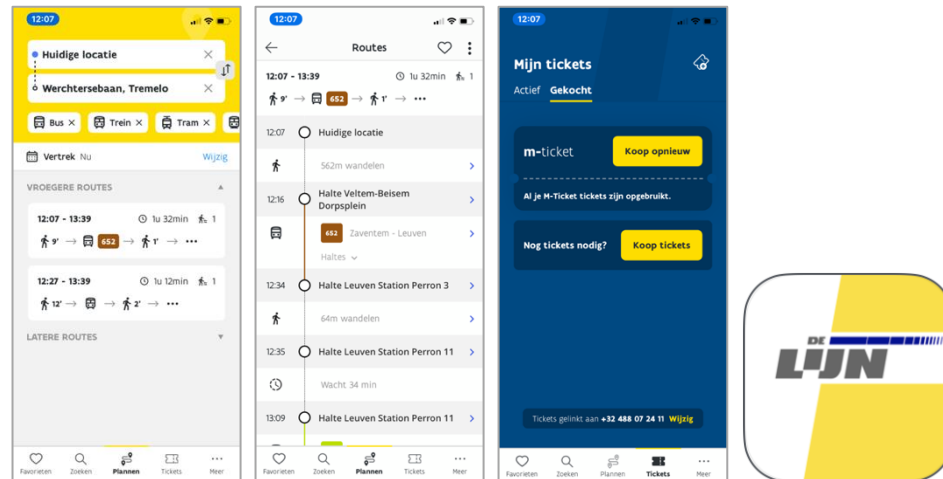 12:07
Huidige locatie
Werchtersebaan, Tremelo
Bus ×
Trein ×
Tram ×
Vertrek Nu
Wijzig
VROEGERE ROUTES
12:07 - 13:39
1u 32min
1
9' → 652 → 1' → ...
12:27 - 13:39
1u 12min
1
12' → → 2' → ...
LATERE ROUTES
Favorieten
Zoeken
Plannen
Tickets
Meer
12:07
Routes
12:07 - 13:39
1u 32min
1
9' → 652 → 1' → ...
12:07 Huidige locatie
562m wandelen
12:16 Halte Veltem-Beisem
Dorpsplein
652 Zaventem - Leuven
Haltes
12:34 Halte Leuven Station Perron 3
64m wandelen
12:35 Halte Leuven Station Perron 11
Wacht 34 min
13:09 Halte Leuven Station Perron 11
Favorieten
Zoeken
Plannen
Tickets
Meer
12:07
Mijn tickets
Actief Gekocht
m-ticket
Koop opnieuw
Al je M-Ticket tickets zijn opgebruikt.
Nog tickets nodig?
Koop tickets
Tickets gelinkt aan +32 488 07 24 11 Wijzig
Favorieten
Zoeken
Plannen
Tickets
Meer
DE
LIJN